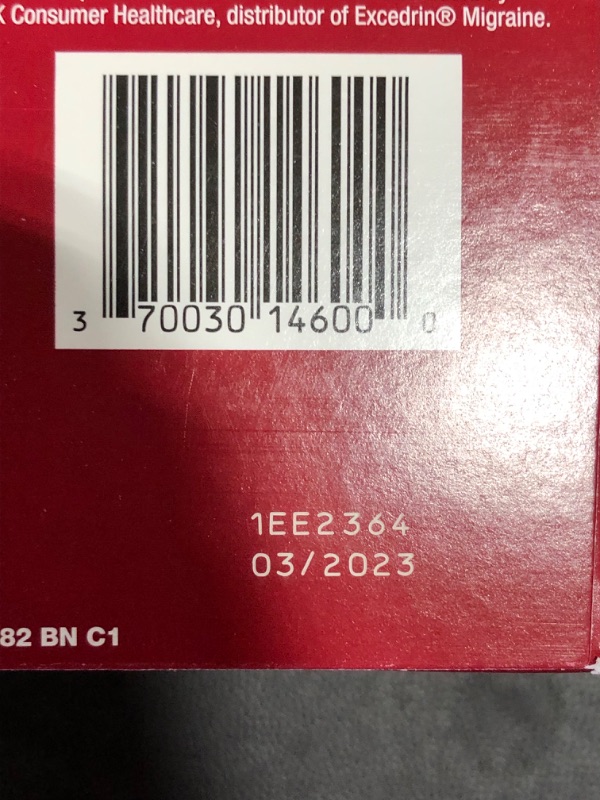 K Consumer Healthcare, distributor of Excedrin® Migraine.
3 70030 14600 0
1EE2364
03/2023
82 BN C1